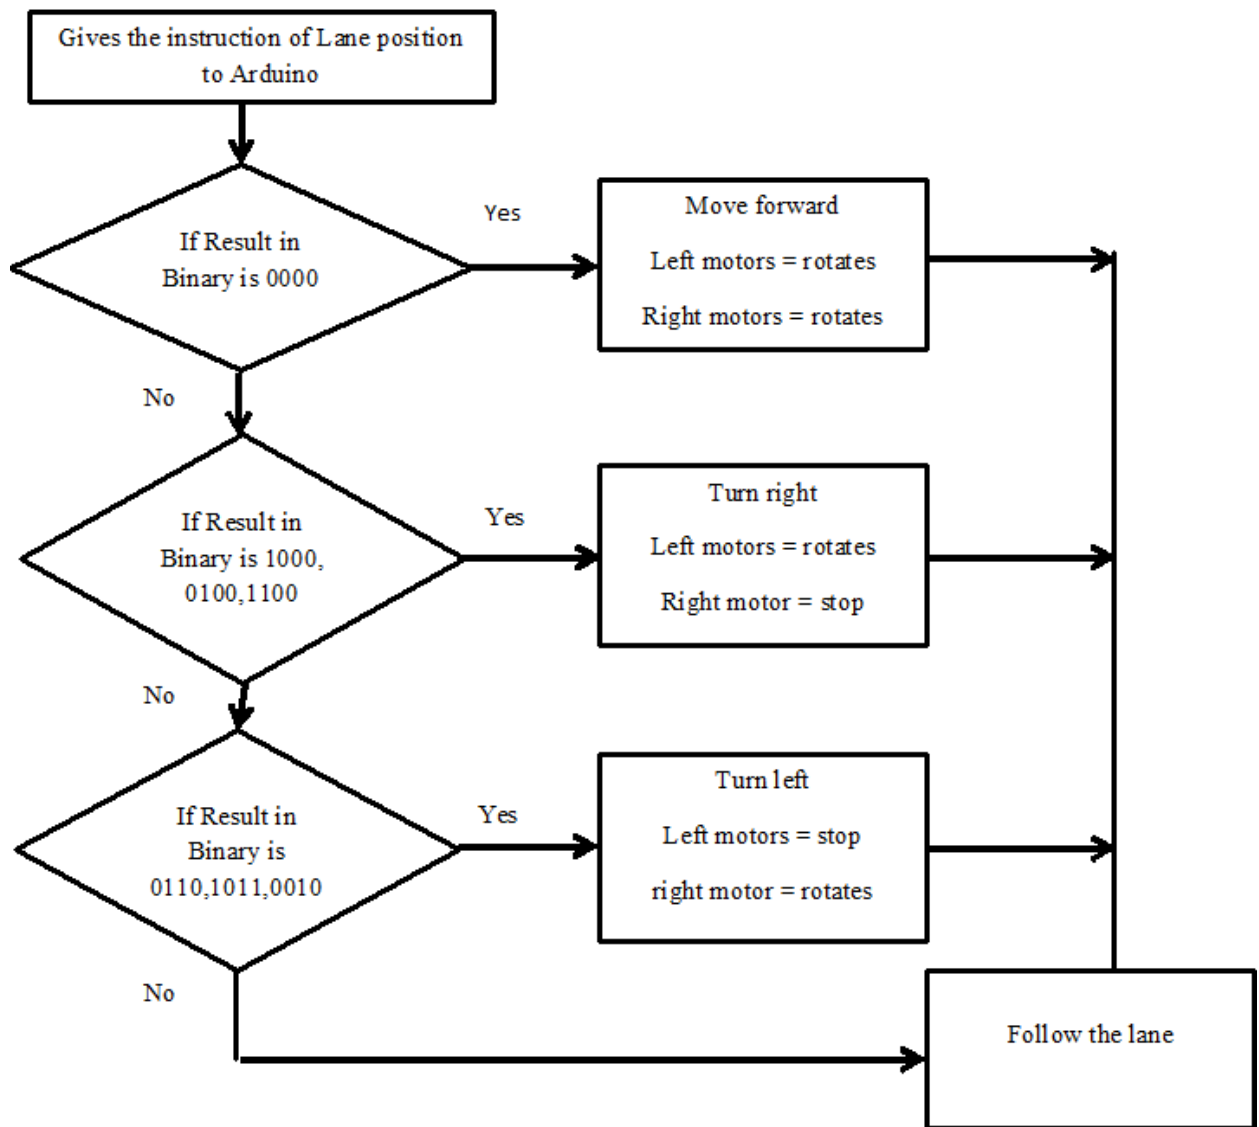 Gives the instruction of Lane position
to Arduino
If Result in
Binary is 0000
Yes
Move forward
Left motors = rotates
Right motors = rotates
No
If Result in
Binary is 1000,
0100,1100
Yes
Turn right
Left motors = rotates
Right motor = stop
No
If Result in
Binary is
0110,1011,0010
Yes
Turn left
Left motors = stop
right motor = rotates
No
Follow the lane